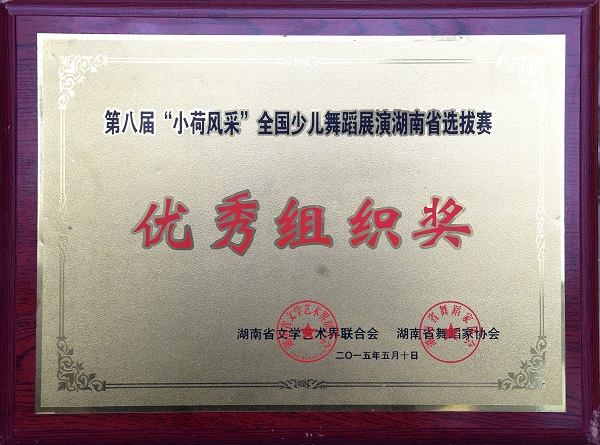 第八届“小荷风采”全国少儿舞蹈展演湖南省选拔赛
优秀组织奖
湖南省文学艺术界联合会 湖南省舞蹈家协会
二〇一五年五月十日